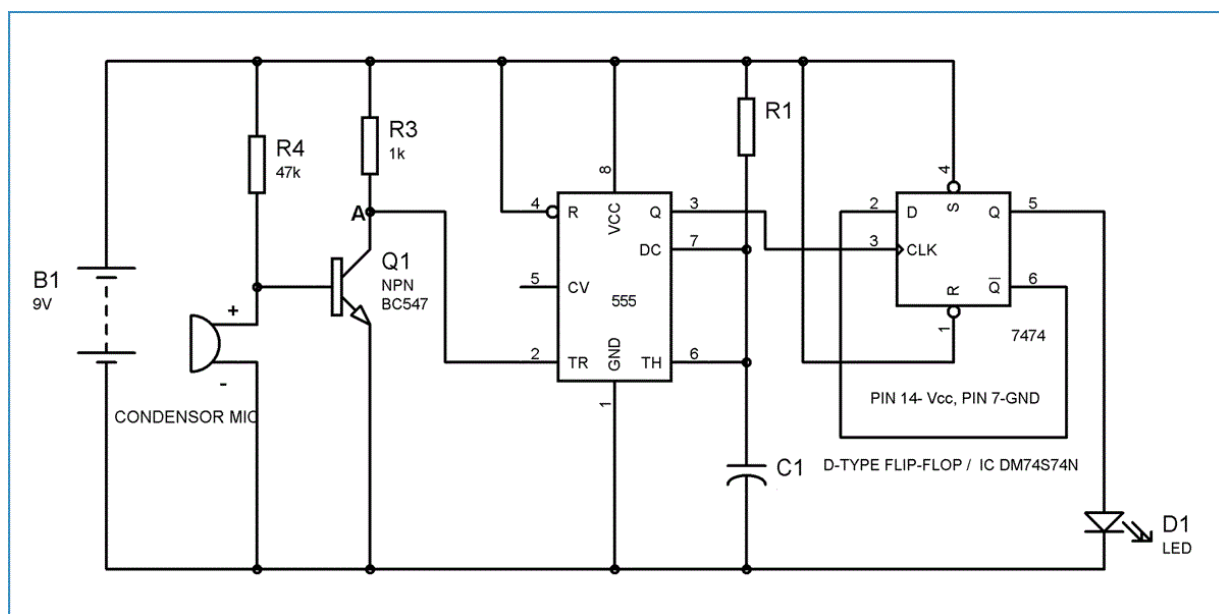 R4
47k
R3
1k
A
B1
9V
+
-
CONDENSOR MIC
Q1
NPN
BC547
4
R
8
VCC
Q
3
DC
7
5
CV
555
2
TR
GND
1
TH
6
R1
C1
4
2
D
S
Q
5
3
CLK
R
Q
6
1
7474
PIN 14- Vcc, PIN 7-GND
D-TYPE FLIP-FLOP / IC DM74S74N
D1
LED